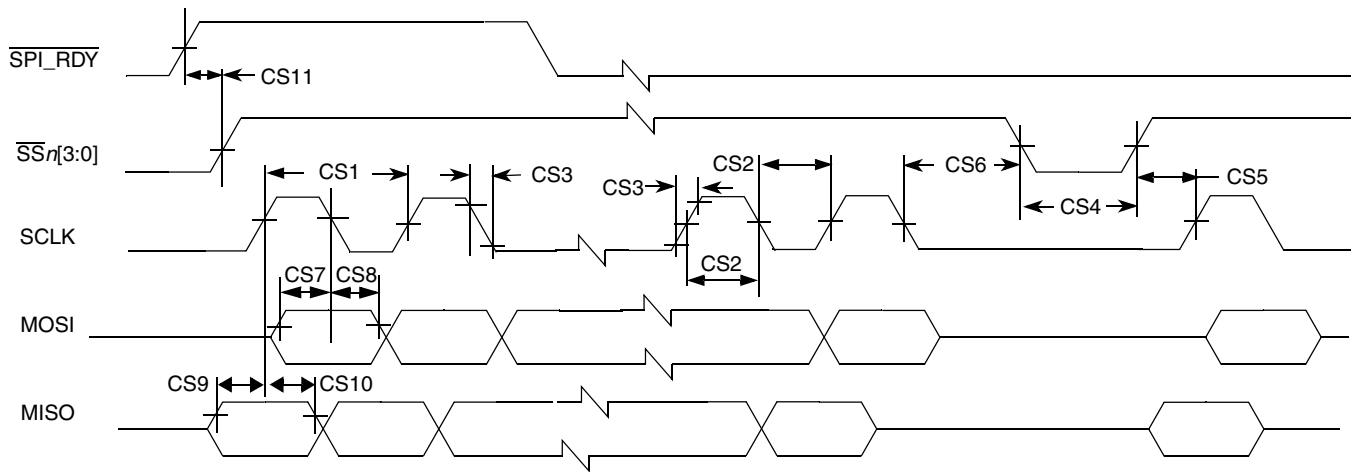 SPI_RDY
CS11
SSn[3:0]
CS1
CS3
CS3
CS2
CS6
CS5
CS4
SCLK
CS2
CS7
CS8
MOSI
CS9
CS10
MISO